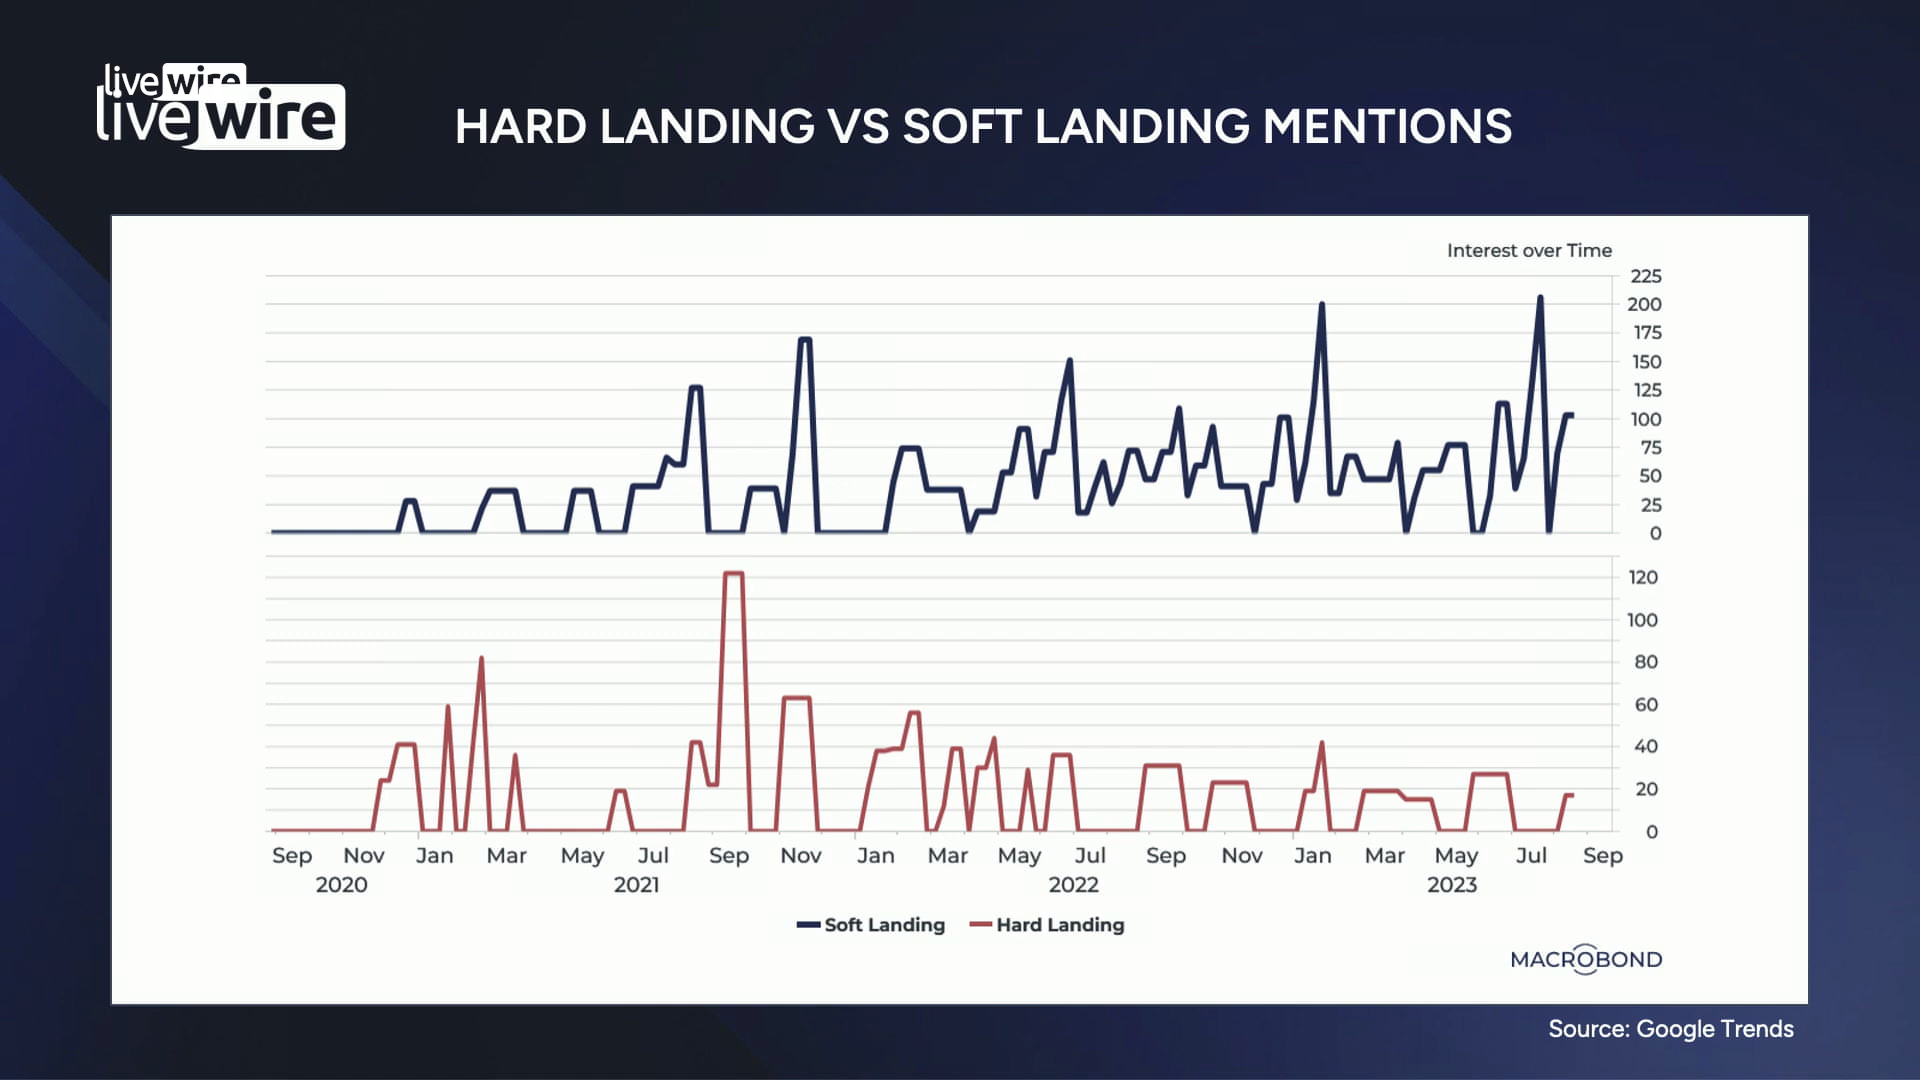 livewire
livewire
HARD LANDING VS SOFT LANDING MENTIONS
Interest over Time
225
200
175
150
125
100
75
50
25
0
120
100
80
60
40
20
0
Sep Nov Jan Mar May Jul Sep Nov Jan Mar May Jul Sep Nov Jan Mar May Jul Sep
2020 2021 2022 2023
Soft Landing Hard Landing
MACROBOND
Source: Google Trends